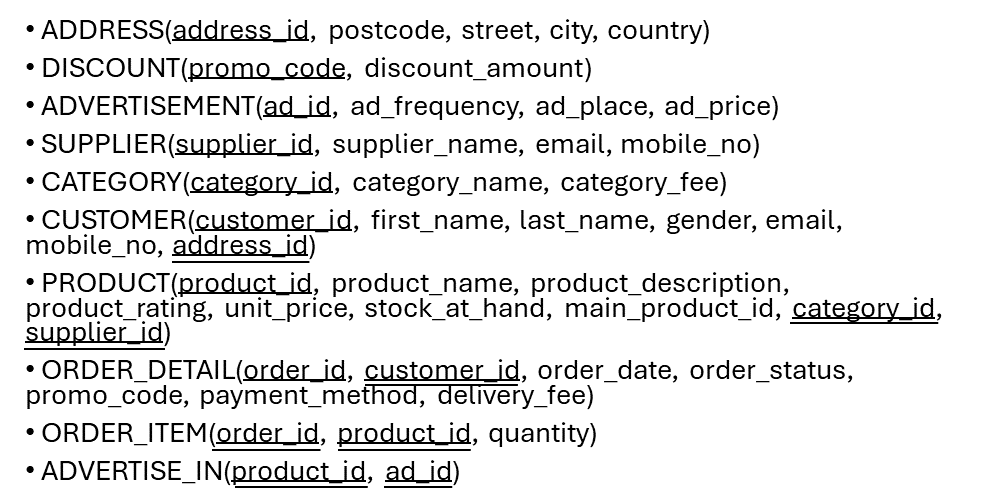 • ADDRESS(address_id, postcode, street, city, country)
• DISCOUNT(promo_code, discount_amount)
• ADVERTISEMENT(ad_id, ad_frequency, ad_place, ad_price)
• SUPPLIER(supplier_id, supplier_name, email, mobile_no)
• CATEGORY(category_id, category_name, category_fee)
• CUSTOMER(customer_id, first_name, last_name, gender, email,
mobile_no, address_id)
• PRODUCT(product_id, product_name, product_description,
product_rating, unit_price, stock_at_hand, main_product_id, category_id,
supplier_id)
• ORDER_DETAIL(order_id, customer_id, order_date, order_status,
promo_code, payment_method, delivery_fee)
• ORDER_ITEM(order_id, product_id, quantity)
• ADVERTISE_IN(product_id, ad_id)